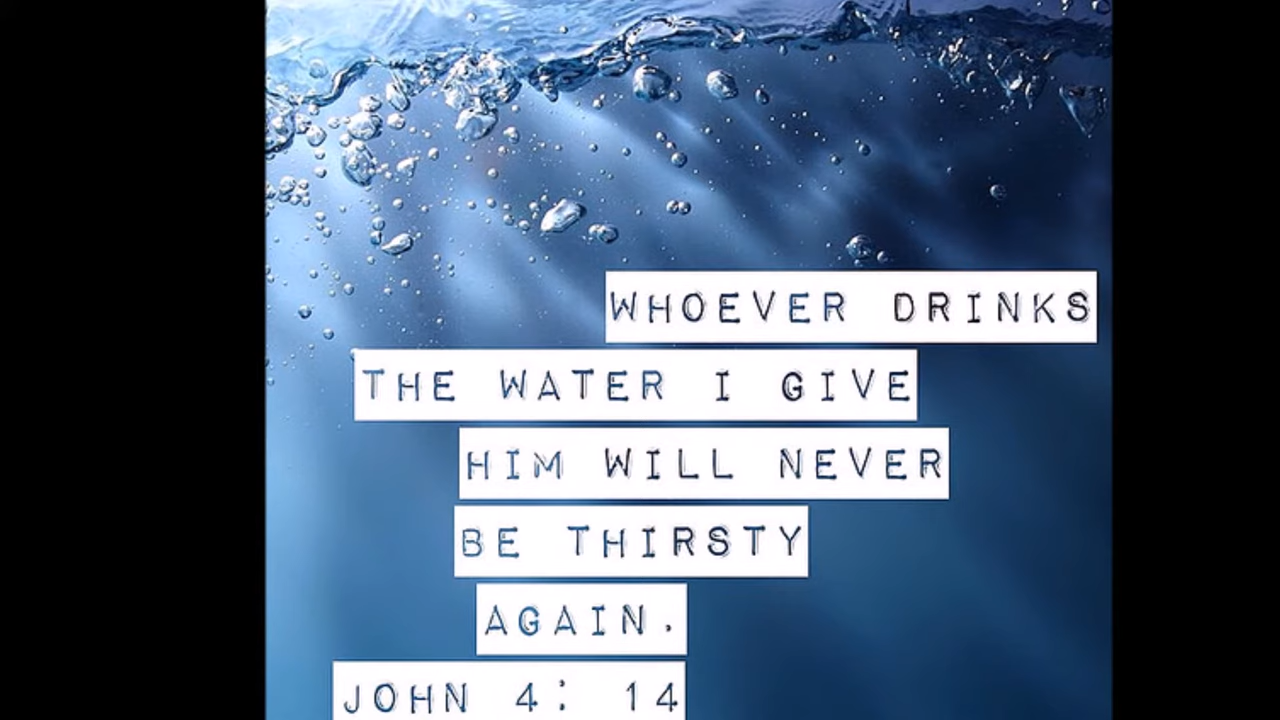 WHOEVER DRINKS
THE WATER I GIVE
HIM WILL NEVER
BE THIRSTY
AGAIN.
JOHN 4: 14